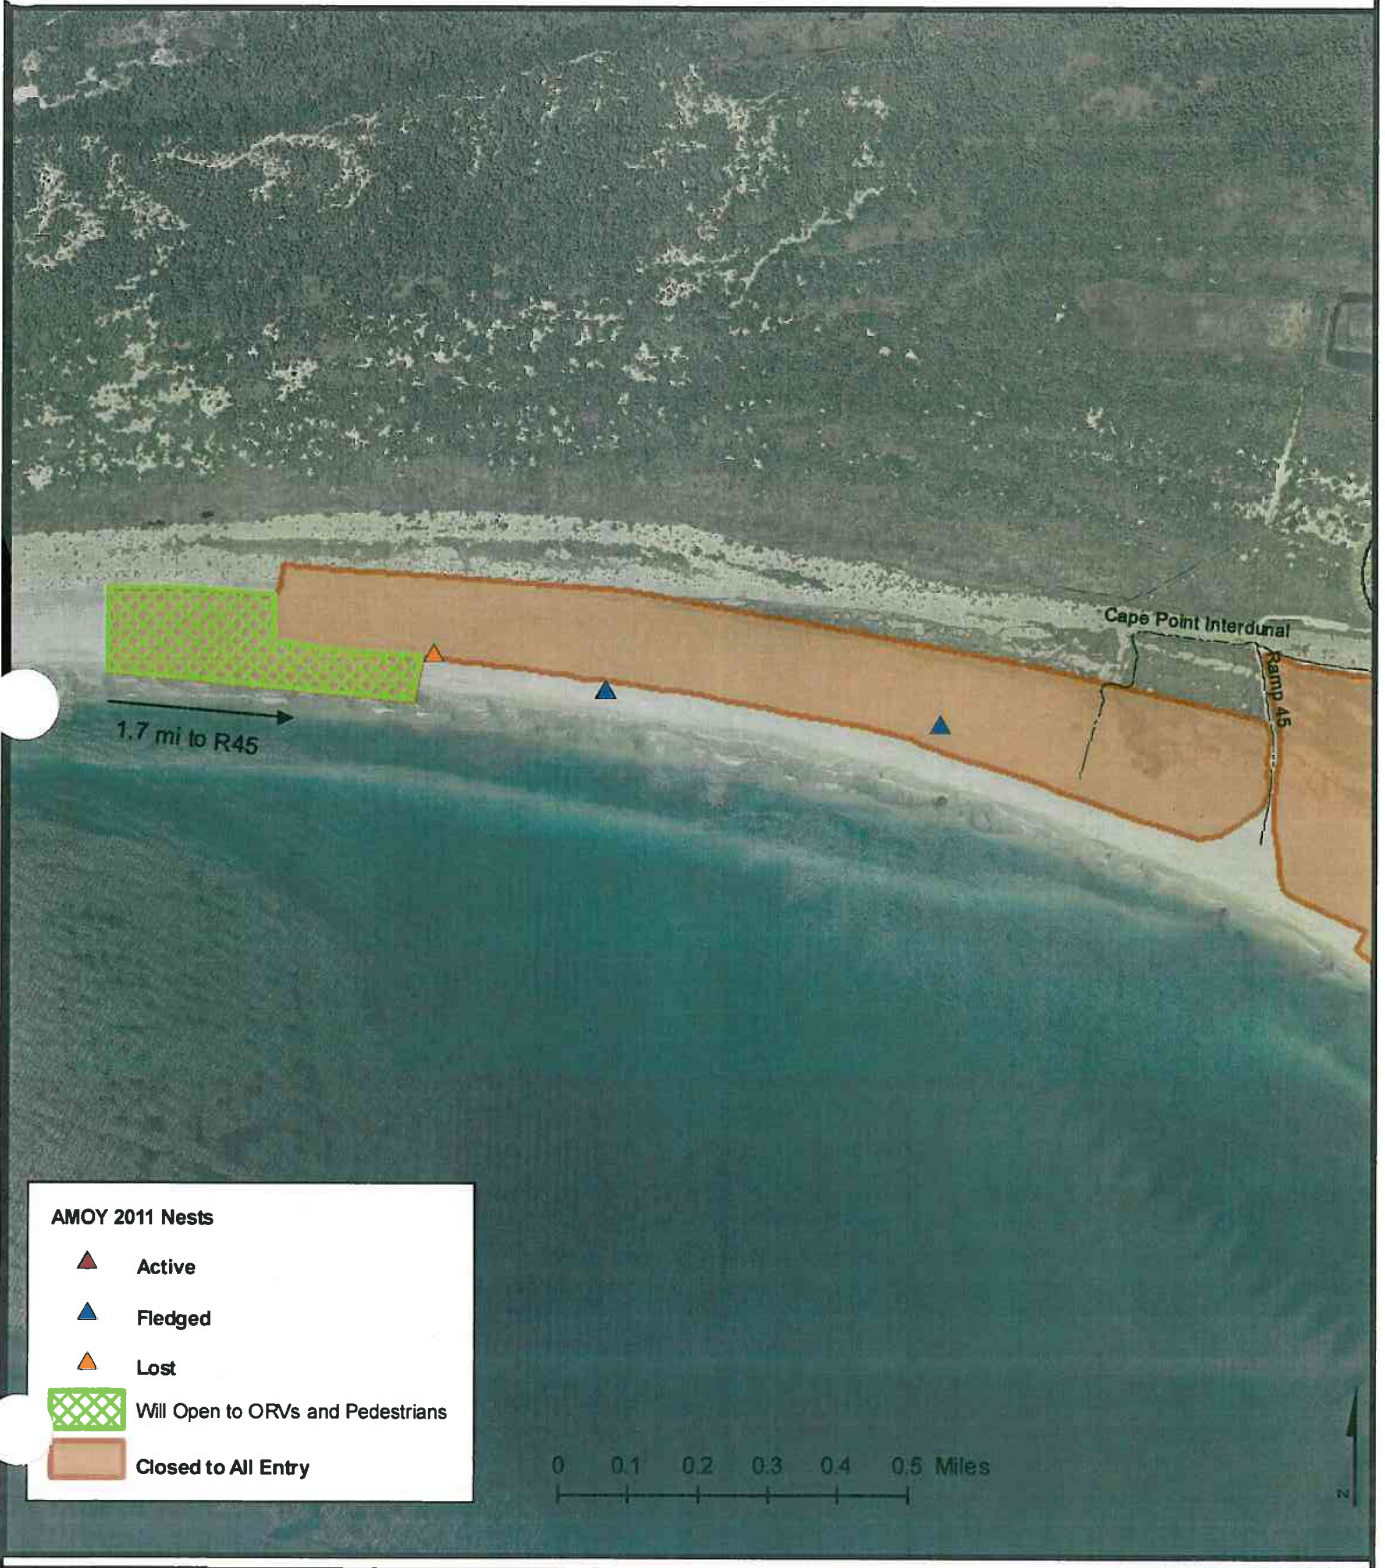 Cape Point Interdunal
Ramp 45
1.7 mi to R45
AMOY 2011 Nests
Active
Fledged
Lost
Will Open to ORVs and Pedestrians
Closed to All Entry
0 0.1 0.2 0.3 0.4 0.5 Miles
N